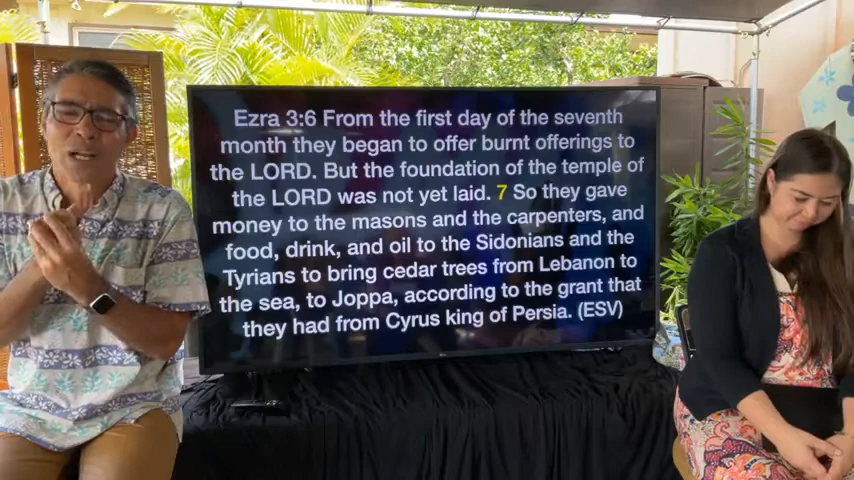 Ezra 3:6 From the first day of the seventh
month they began to offer burnt offerings to
the LORD. But the foundation of the temple of
the LORD was not yet laid. 7 So they gave
money to the masons and the carpenters, and
food, drink, and oil to the Sidonians and the
Tyrians to bring cedar trees from Lebanon to
the sea, to Joppa, according to the grant that
they had from Cyrus king of Persia. (ESV)